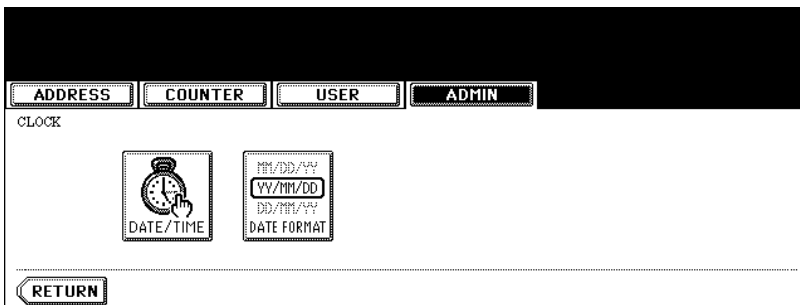 ADDRESS COUNTER USER ADMIN
CLOCK
MM/DD/YY
YY/MM/DD
DD/MM/YY
DATE/TIME DATE FORMAT
RETURN